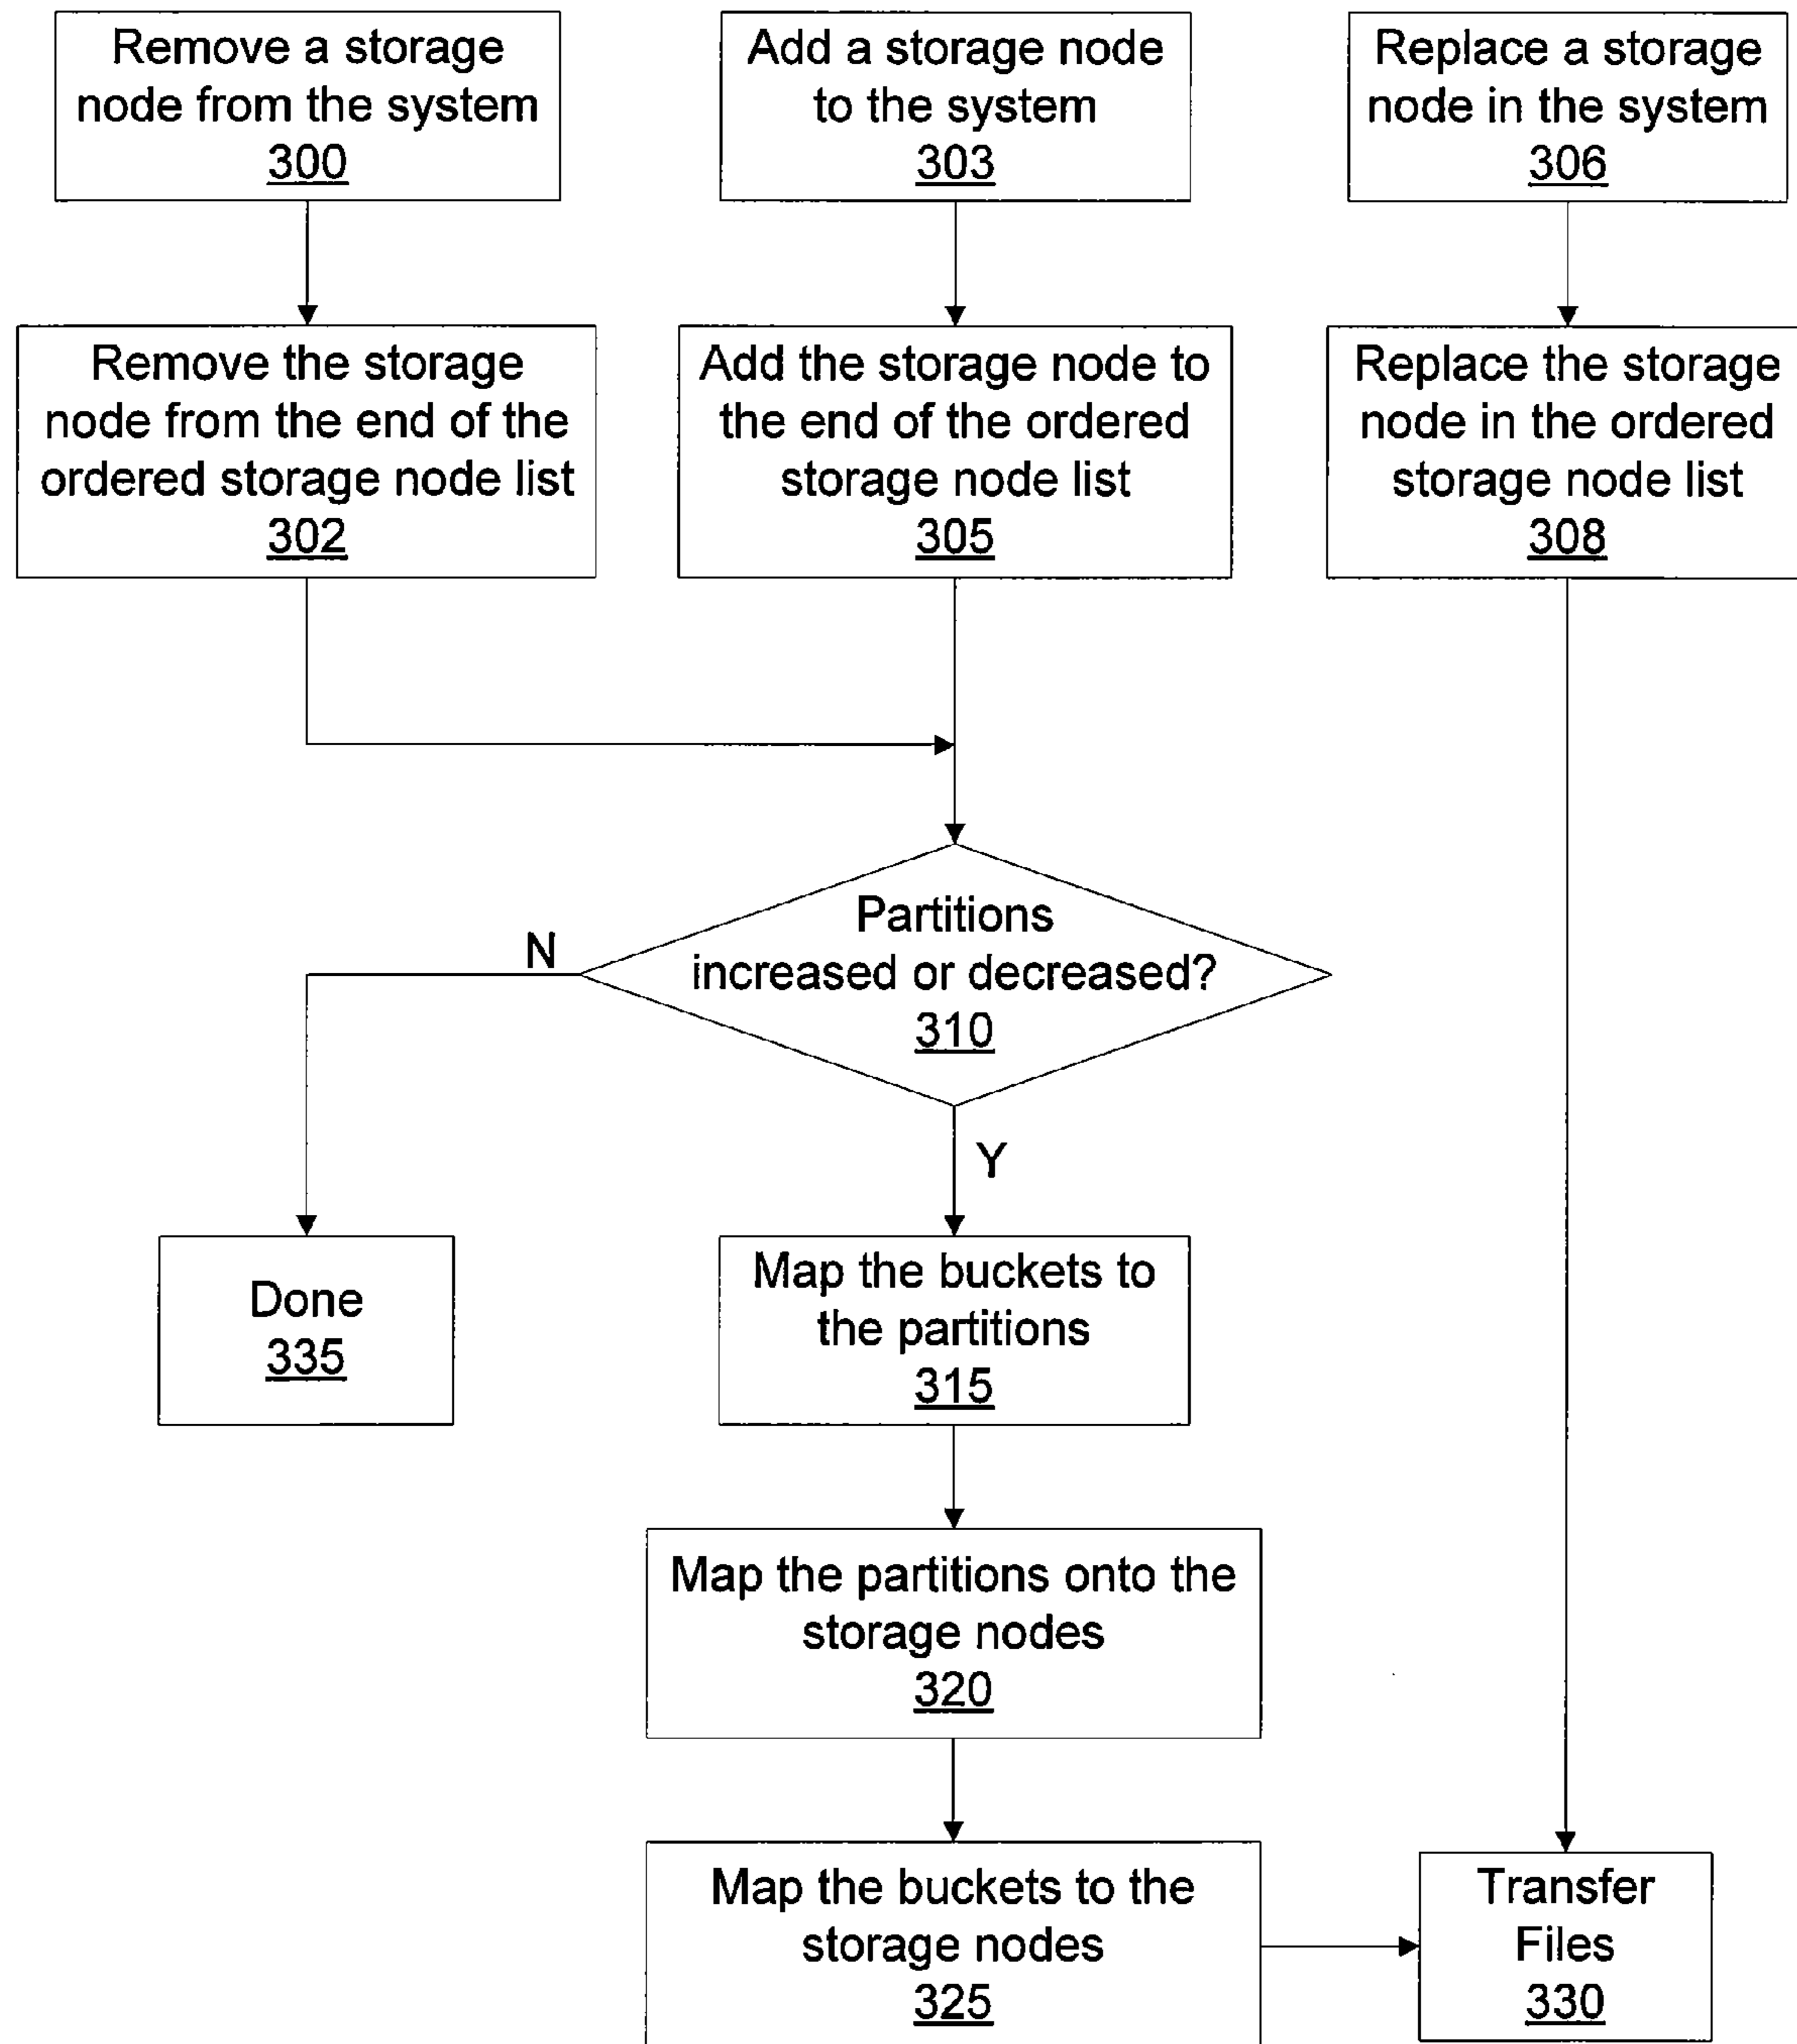 Remove a storage
node from the system
300
Add a storage node
to the system
303
Replace a storage
node in the system
306
Remove the storage
node from the end of the
ordered storage node list
302
Add the storage node to
the end of the ordered
storage node list
305
Replace the storage
node in the ordered
storage node list
308
Partitions
increased or decreased?
310
N
Y
Done
335
Map the buckets to
the partitions
315
Map the partitions onto the
storage nodes
320
Map the buckets to the
storage nodes
325
Transfer
Files
330